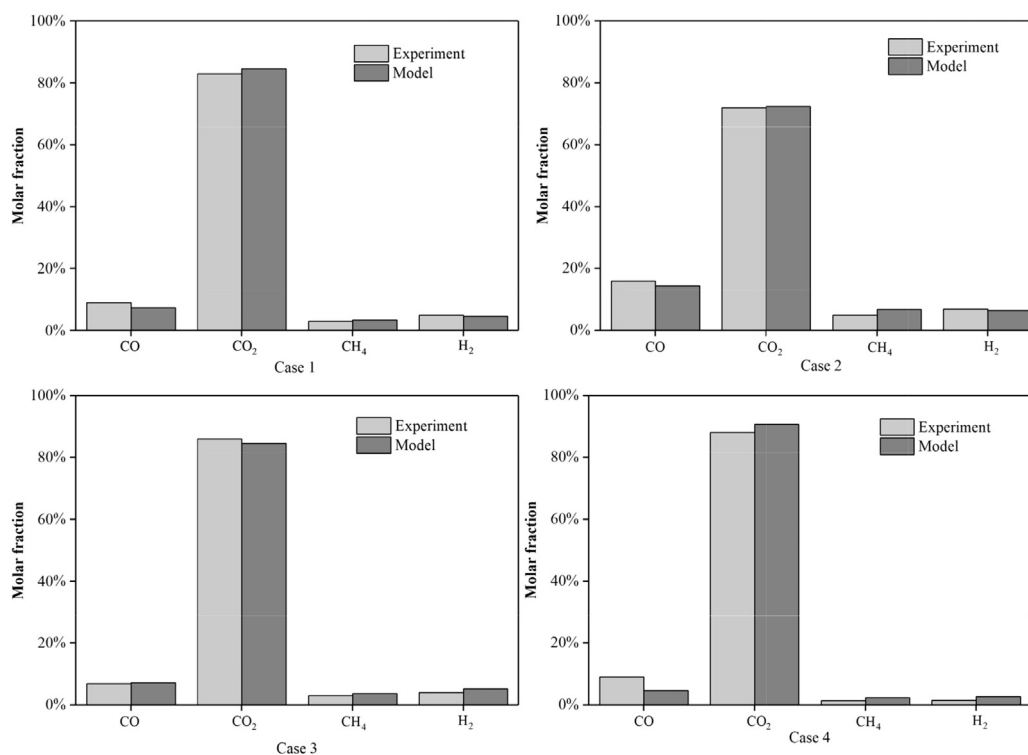 100%
80%
60%
40%
20%
0%
Molar fraction
Experiment
Model
CO
CO₂
CH₄
H₂
Case 1
100%
80%
60%
40%
20%
0%
Molar fraction
Experiment
Model
CO
CO₂
CH₄
H₂
Case 2
100%
80%
60%
40%
20%
0%
Molar fraction
Experiment
Model
CO
CO₂
CH₄
H₂
Case 3
100%
80%
60%
40%
20%
0%
Molar fraction
Experiment
Model
CO
CO₂
CH₄
H₂
Case 4